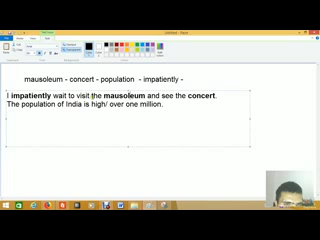 mausoleum - concert - population - impatiently -
I impatiently wait to visit the mausoleum and see the concert.
The population of India is high/ over one million.